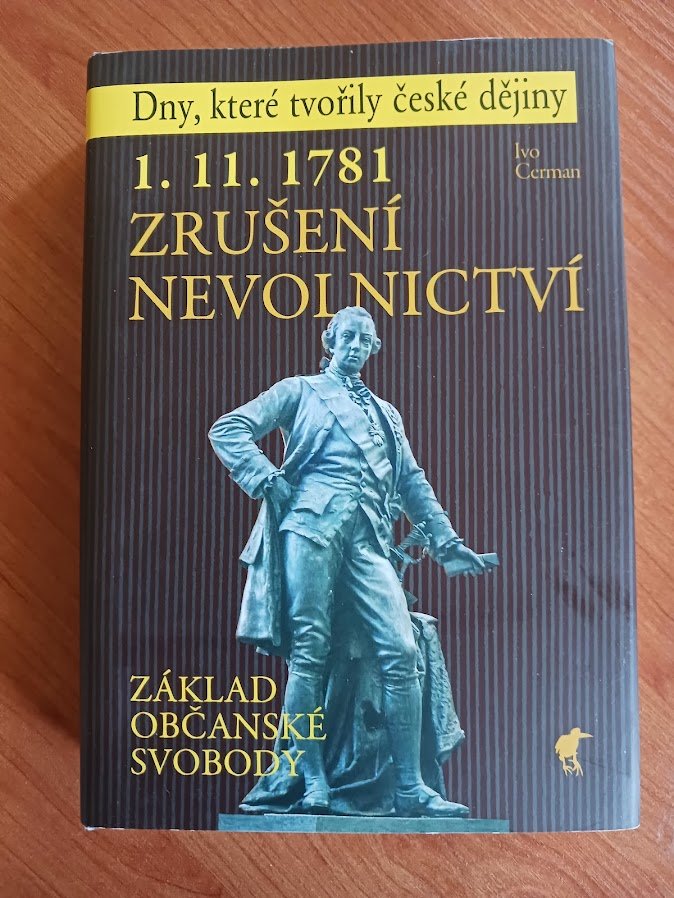 Dny, které tvořily české dějiny
1. 11. 1781
Ivo
Cerman
ZRUŠENÍ
NEVOLNICTVÍ
ZÁKLAD
OBČANSKÉ
SVOBODY